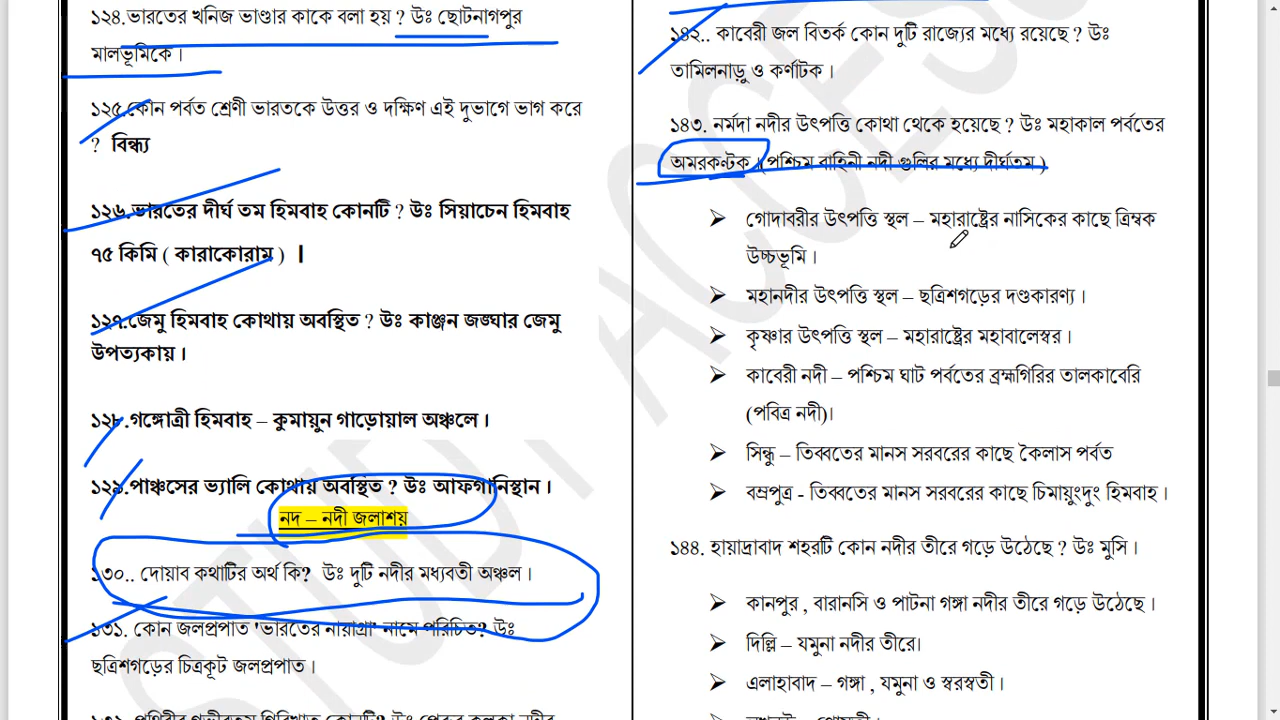 ১২৪.ভারতের খনিজ ভাণ্ডার কাকে বলা হয় ? উঃ ছোটনাগপুর
মালভূমিকে।
১২৫.কোন পর্বত শ্রেণী ভারতকে উত্তর ও দক্ষিণ এই দুভাগে ভাগ করে
? বিন্ধ্য
১২৬.ভারতের দীর্ঘ তম হিমবাহ কোনটি ? উঃ সিয়াচেন হিমবাহ
৭৫ কিমি ( কারাকোরাম ) ।
১২৭.জেমু হিমবাহ কোথায় অবস্থিত ? উঃ কাঞ্জন জঙ্ঘার জেমু
উপত্যকায়।
১২৮.গঙ্গোত্রী হিমবাহ – কুমায়ুন গাড়োয়াল অঞ্চলে।
১২৯.পাঞ্চসের ভ্যালি কোথায় অবস্থিত ? উঃ আফগানিস্থান।
নদ – নদী জলাশয়
১৩০.. দোয়াব কথাটির অর্থ কি? উঃ দুটি নদীর মধ্যবতী অঞ্চল।
১৩১. কোন জলপ্রপাত 'ভারতের নায়াগ্রা' নামে পরিচিত? উঃ
ছত্রিশগড়ের চিত্রকূট জলপ্রপাত।
১৪২.. কাবেরী জল বিতর্ক কোন দুটি রাজ্যের মধ্যে রয়েছে ? উঃ
তামিলনাড়ু ও কর্ণাটক।
১৪৩. নর্মদা নদীর উৎপত্তি কোথা থেকে হয়েছে ? উঃ মহাকাল পর্বতের
অমরকণ্টক। (পশ্চিম বাহিনী নদী গুলির মধ্যে দীর্ঘতম )
➢ গোদাবরীর উৎপত্তি স্থল – মহারাষ্ট্রের নাসিকের কাছে ত্রিম্বক
উচ্চভূমি।
➢ মহানদীর উৎপত্তি স্থল – ছত্রিশগড়ের দণ্ডকারণ্য।
➢ কৃষ্ণার উৎপত্তি স্থল – মহারাষ্ট্রের মহাবালেস্বর।
➢ কাবেরী নদী – পশ্চিম ঘাট পর্বতের ব্রহ্মগিরির তালকাবেরি
(পবিত্র নদী)।
➢ সিন্ধু – তিব্বতের মানস সরবরের কাছে কৈলাস পর্বত
➢ বম্রপুত্র - তিব্বতের মানস সরবরের কাছে চিমায়ুংদুং হিমবাহ।
১৪৪. হায়াদ্রাবাদ শহরটি কোন নদীর তীরে গড়ে উঠেছে ? উঃ মুসি।
➢ কানপুর , বারানসি ও পাটনা গঙ্গা নদীর তীরে গড়ে উঠেছে।
➢ দিল্লি – যমুনা নদীর তীরে।
➢ এলাহাবাদ – গঙ্গা , যমুনা ও স্বরস্বতী।